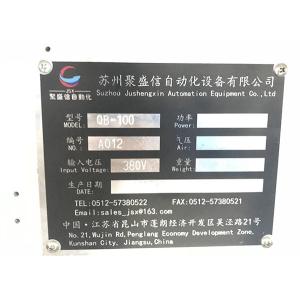 JSX
聚盛信自动化
苏州聚盛信自动化设备有限公司
Suzhou Jushengxin Automation Equipment Co.,Ltd
型号 MODEL: QB-100 功率 Power:
编号 NO.: A012 气压 Air:
输入电压 Input Voltage: 380V 重量 Weight:
生产日期 DATE:
TEL:0512-57380522 FAX:0512-57380521
Email:sales_jsx@163.com
中国·江苏省昆山市蓬朗经济开发区吴泾路21号
No.21,Wujin Rd,Penglang Economy Development Zone,
Kunshan City, Jiangsu,China